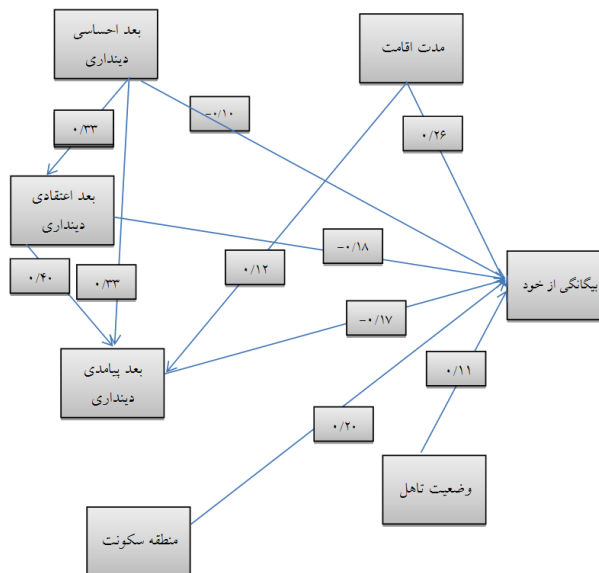 بعد احساسی
دینداری
مدت اقامت
-۰/۱۰
۰/۳۳
۰/۲۶
بعد اعتقادی
دینداری
-۰/۱۸
۰/۴۰
۰/۳۳
۰/۱۲
بیگانگی از خود
-۰/۱۷
بعد پیامدی
دینداری
۰/۱۱
۰/۲۰
وضعیت تاهل
منطقه سکونت